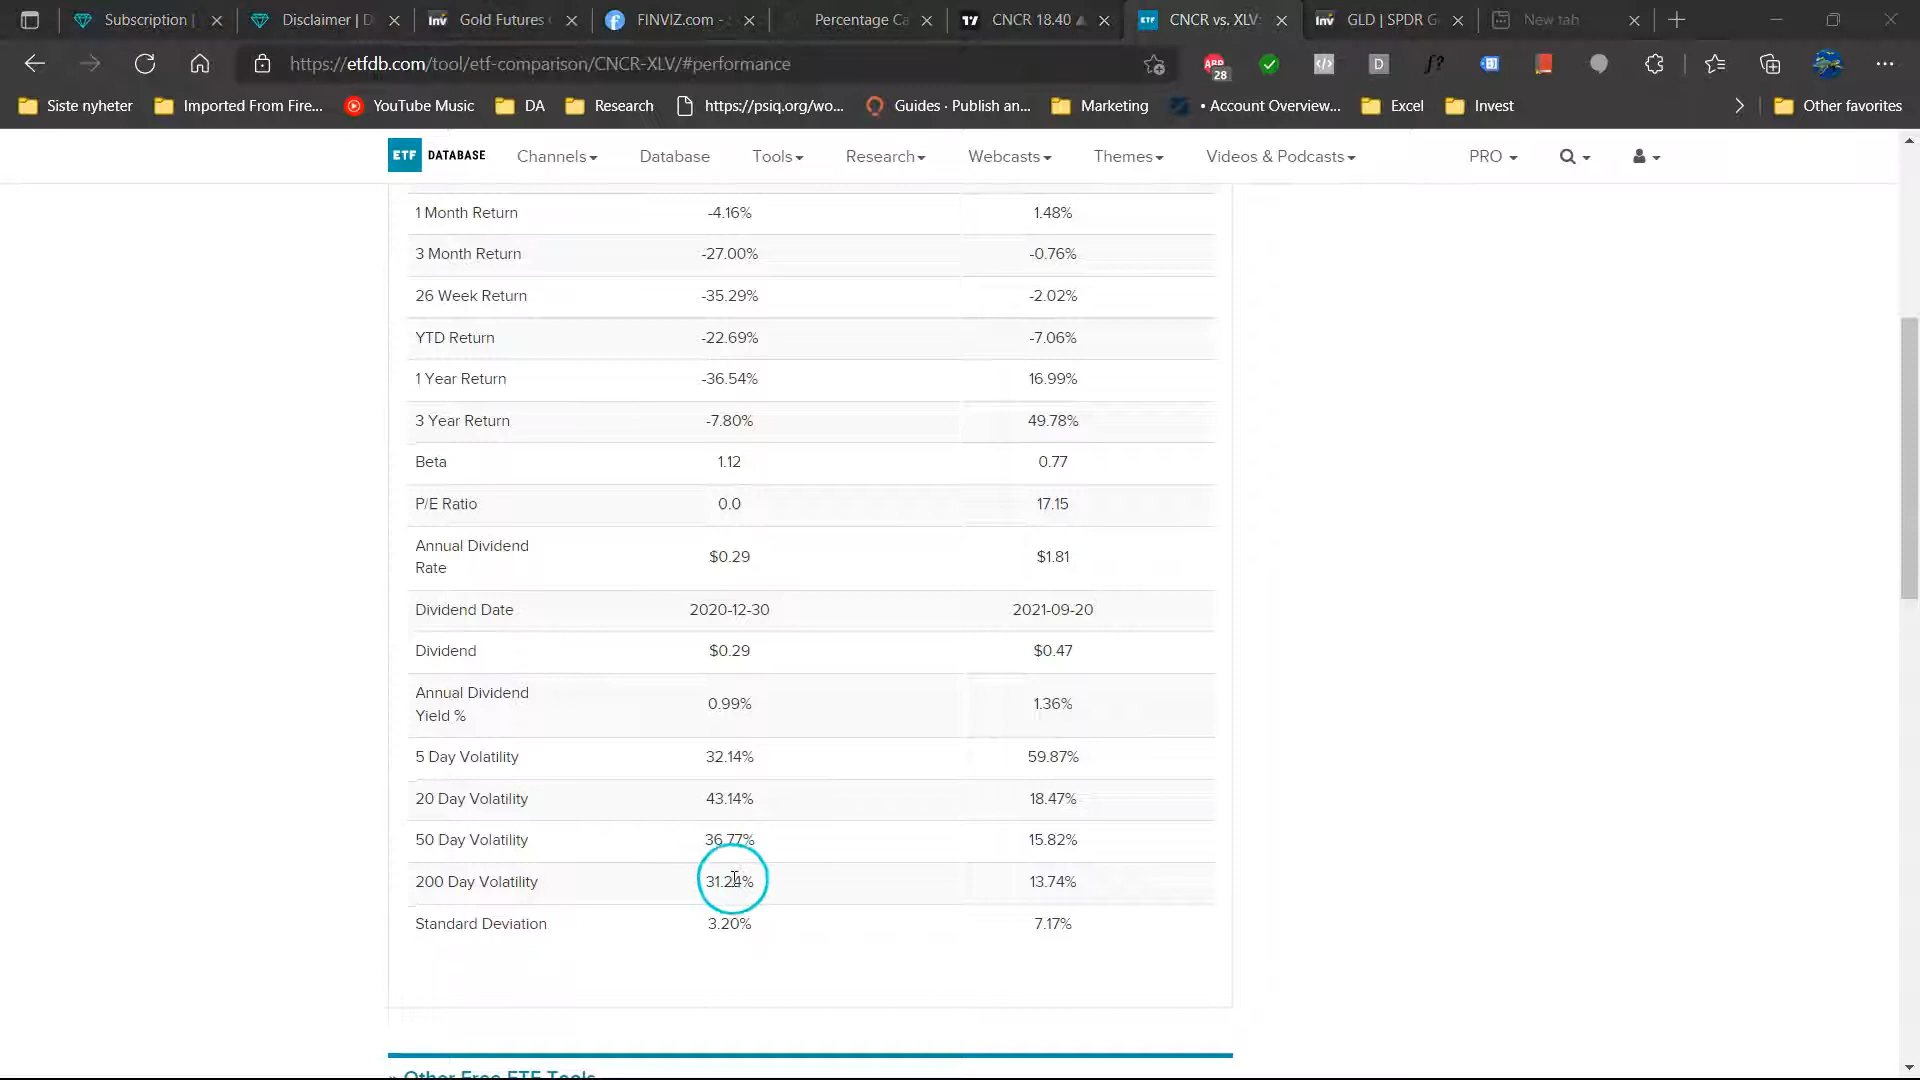 Subscription |
Disclaimer | D
Gold Futures
FINVIZ.com -
Percentage Ca
CNCR 18.40
CNCR vs. XLV:
GLD | SPDR G
New tab
https://etfdb.com/tool/etf-comparison/CNCR-XLV/#performance
28
Siste nyheter
Imported From Fire...
YouTube Music
DA
Research
https://psiq.org/wo...
Guides · Publish an...
Marketing
• Account Overview...
Excel
Invest
Other favorites
ETF DATABASE
Channels
Database
Tools
Research
Webcasts
Themes
Videos & Podcasts
PRO
1 Month Return -4.16% 1.48%
3 Month Return -27.00% -0.76%
26 Week Return -35.29% -2.02%
YTD Return -22.69% -7.06%
1 Year Return -36.54% 16.99%
3 Year Return -7.80% 49.78%
Beta 1.12 0.77
P/E Ratio 0.0 17.15
Annual Dividend
Rate $0.29 $1.81
Dividend Date 2020-12-30 2021-09-20
Dividend $0.29 $0.47
Annual Dividend
Yield % 0.99% 1.36%
5 Day Volatility 32.14% 59.87%
20 Day Volatility 43.14% 18.47%
50 Day Volatility 36.77% 15.82%
200 Day Volatility 31.24% 13.74%
Standard Deviation 3.20% 7.17%
Other Free ETF Tools